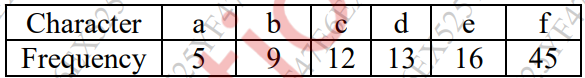 Character a b c d e f
Frequency 5 9 12 13 16 45